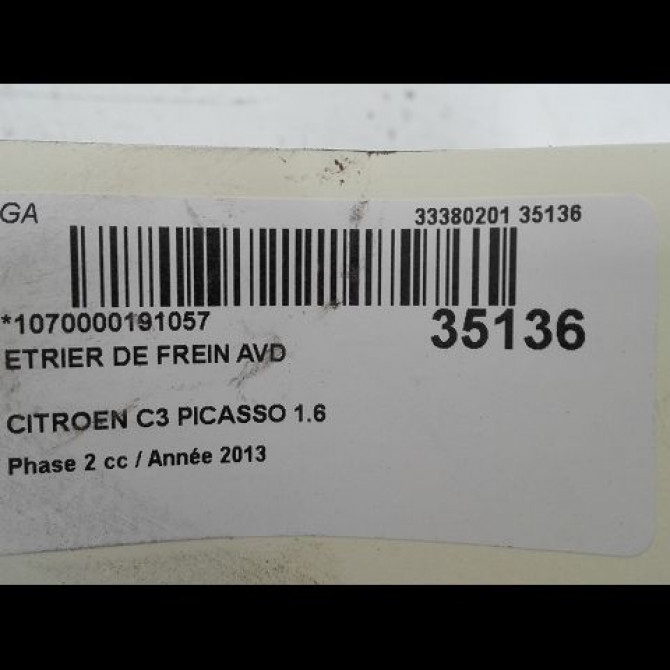 GA 33380201 35136
*1070000191057 35136
ETRIER DE FREIN AVD
CITROEN C3 PICASSO 1.6
Phase 2 cc / Année 2013